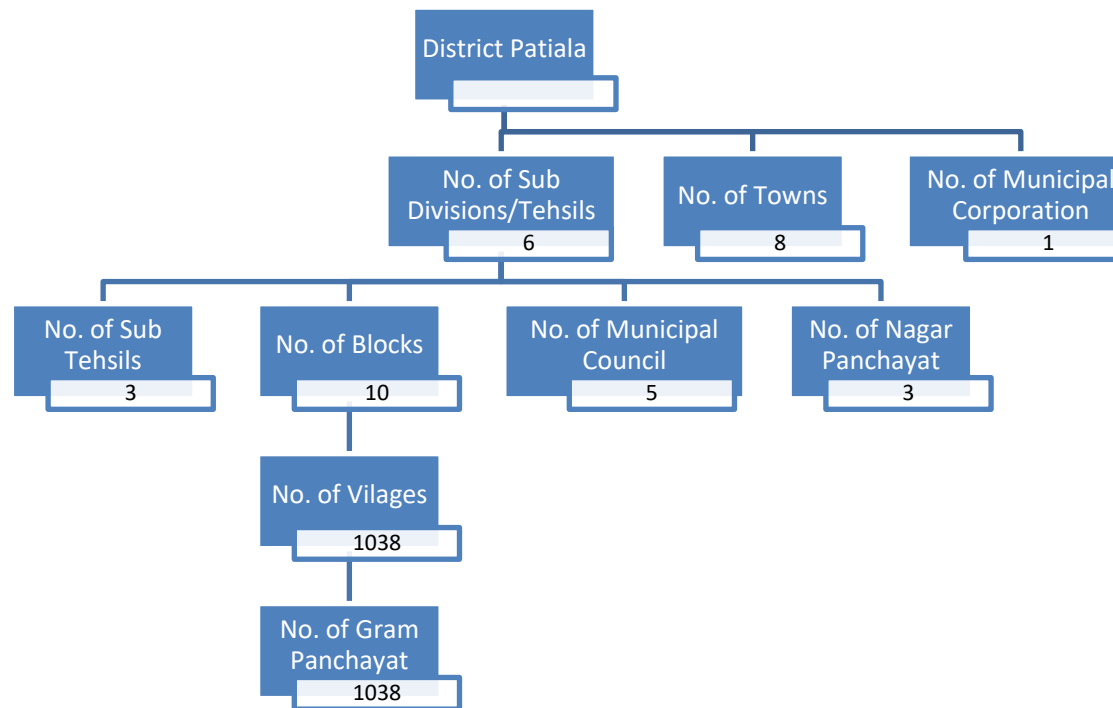 District Patiala
No. of Sub
Divisions/Tehsils
6
No. of Towns
8
No. of Municipal
Corporation
1
No. of Sub
Tehsils
3
No. of Blocks
10
No. of Municipal
Council
5
No. of Nagar
Panchayat
3
No. of Vilages
1038
No. of Gram
Panchayat
1038